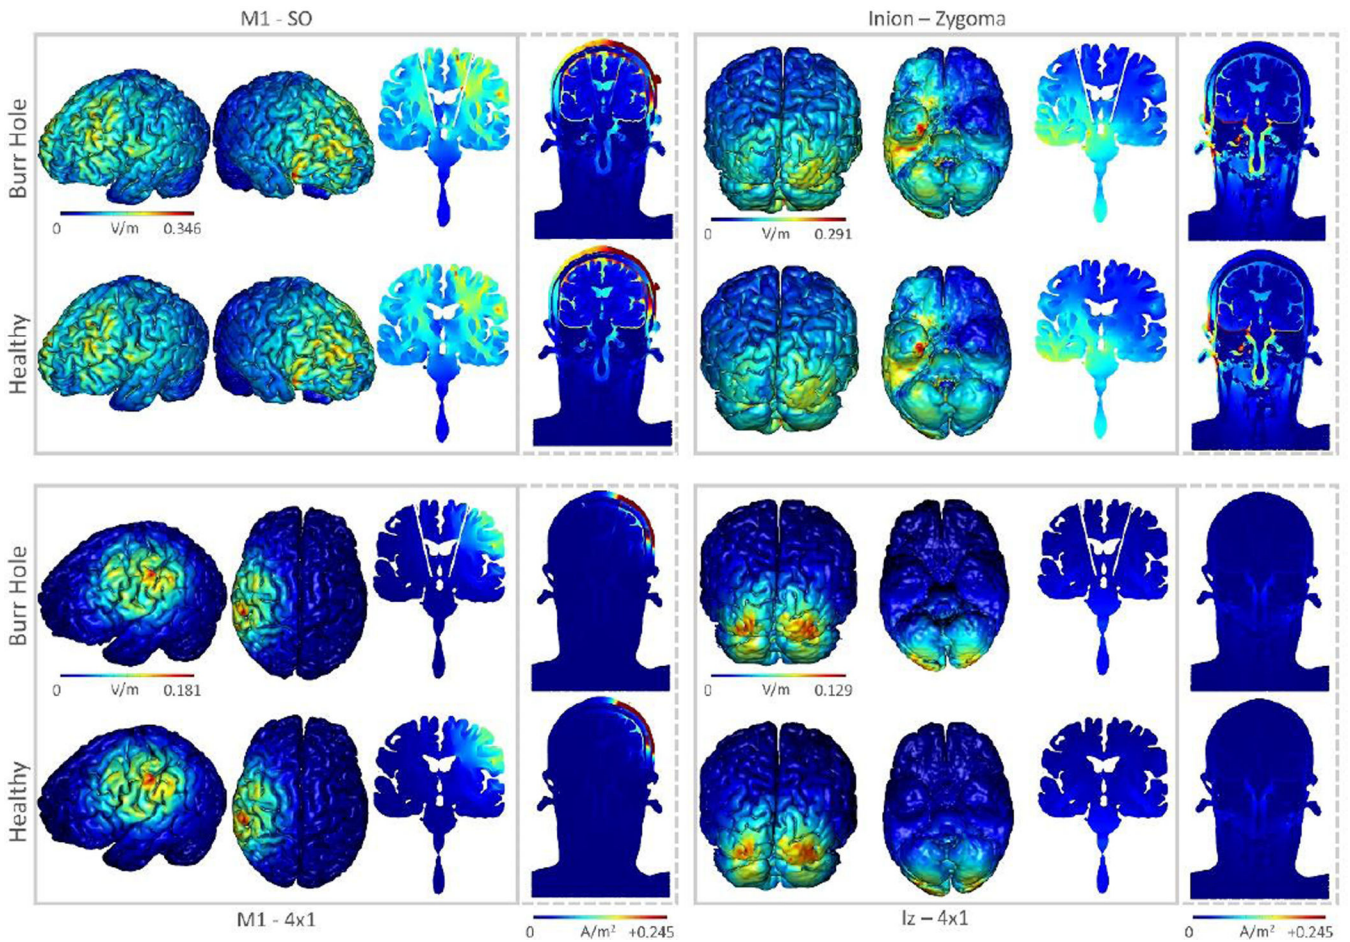 M1 - SO
Inion – Zygoma
Burr Hole
0 V/m 0.346
0 V/m 0.291
Healthy
Burr Hole
0 V/m 0.181
0 V/m 0.129
Healthy
M1 - 4x1
0 A/m² +0.245
Iz – 4x1
0 A/m² +0.245